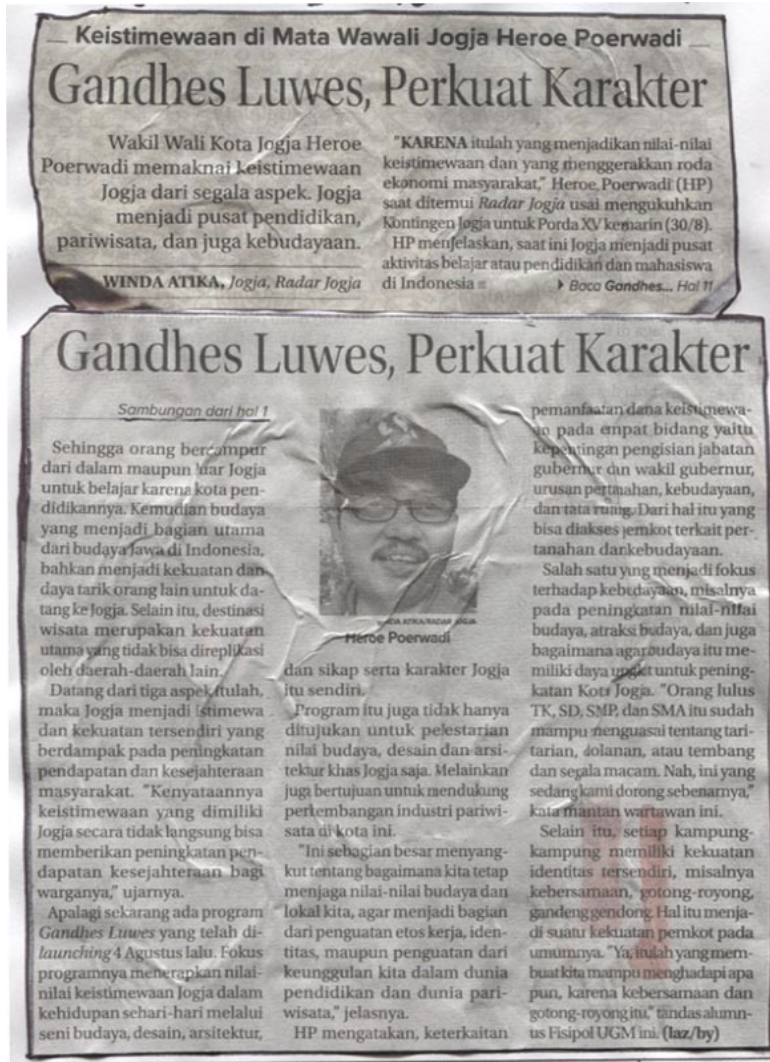 Keistimewaan di Mata Wawali Jogja Heroe Poerwadi
Gandhes Luwes, Perkuat Karakter
Wakil Wali Kota Jogja Heroe
Poerwadi memaknai keistimewaan
Jogja dari segala aspek. Jogja
menjadi pusat pendidikan,
pariwisata, dan juga kebudayaan.
WINDA ATIKA, Jogja, Radar Jogja
"KARENA itulah yang menjadikan nilai-nilai
keistimewaan dan yang menggerakkan roda
ekonomi masyarakat," Heroe Poerwadi (HP)
saat ditemui Radar Jogja usai mengukuhkan
Kontingen Jogja untuk Porda XV kemarin (30/8).
HP menjelaskan, saat ini Jogja menjadi pusat
aktivitas belajar atau pendidikan dan mahasiswa
di Indonesia
Baca Gandhes... Hal 11
Gandhes Luwes, Perkuat Karakter
Sambungan dari hal 1
Sehingga orang bercampur
dari dalam maupun luar Jogja
untuk belajar karena kota pen-
didikannya. Kemudian budaya
yang menjadi bagian utama
dari budaya Jawa di Indonesia,
bahkan menjadi kekuatan dan
daya tarik orang lain untuk da-
tang ke Jogja. Selain itu, destinasi
wisata merupakan kekuatan
utama yang tidak bisa direplikasi
oleh daerah-daerah lain.
Datang dari tiga aspek itulah,
maka Jogja menjadi istimewa
dan kekuatan tersendiri yang
berdampak pada peningkatan
pendapatan dan kesejahteraan
masyarakat. "Kenyataannya
keistimewaan yang dimiliki
Jogja secara tidak langsung bisa
memberikan peningkatan pen-
dapatan kesejahteraan bagi
warganya," ujarnya.
Apalagi sekarang ada program
Gandhes Luwes yang telah di-
launching 4 Agustus lalu. Fokus
programnya menerapkan nilai-
nilai keistimewaan Jogja dalam
kehidupan sehari-hari melalui
seni budaya, desain, arsitektur,
WINDA ATIKA/RADAR JOGJA
Heroe Poerwadi
dan sikap serta karakter Jogja
itu sendiri.
Program itu juga tidak hanya
ditujukan untuk pelestarian
nilai budaya, desain dan arsi-
tektur khas Jogja saja. Melainkan
juga bertujuan untuk mendukung
perkembangan industri pariwi-
sata di kota ini.
"Ini sebagian besar menyang-
kut tentang bagaimana kita tetap
menjaga nilai-nilai budaya dan
lokal kita, agar menjadi bagian
dari penguatan etos kerja, iden-
titas, maupun penguatan dari
keunggulan kita dalam dunia
pendidikan dan dunia pari-
wisata," jelasnya.
HP mengatakan, keterkaitan
pemanfaatan dana keistimewa-
an pada empat bidang yaitu
kepentingan pengisian jabatan
gubernur dan wakil gubernur,
urusan pertanahan, kebudayaan,
dan tata ruang. Dari hal itu yang
bisa diakses pemkot terkait per-
tanahan dan kebudayaan.
Salah satu yang menjadi fokus
terhadap kebudayaan, misalnya
pada peningkatan nilai-nilai
budaya, atraksi budaya, dan juga
bagaimana agar budaya itu me-
miliki daya ungkit untuk pening-
katan Kota Jogja. "Orang lulus
TK, SD, SMP, dan SMA itu sudah
mampu menguasai tentang tari-
tarian, dolanan, atau tembang
dan segala macam. Nah, ini yang
sedang kami dorong sebenarnya,"
kata mantan wartawan ini.
Selain itu, setiap kampung-
kampung memiliki kekuatan
identitas tersendiri, misalnya
kebersamaan, gotong-royong,
gandeng gendong. Hal itu menja-
di suatu kekuatan pemkot pada
umumnya. "Ya, itulah yang mem-
buat kita mampu menghadapi apa
pun, karena kebersamaan dan
gotong-royong itu," tandas alumn-
us Fisipol UGM ini. (laz/by)